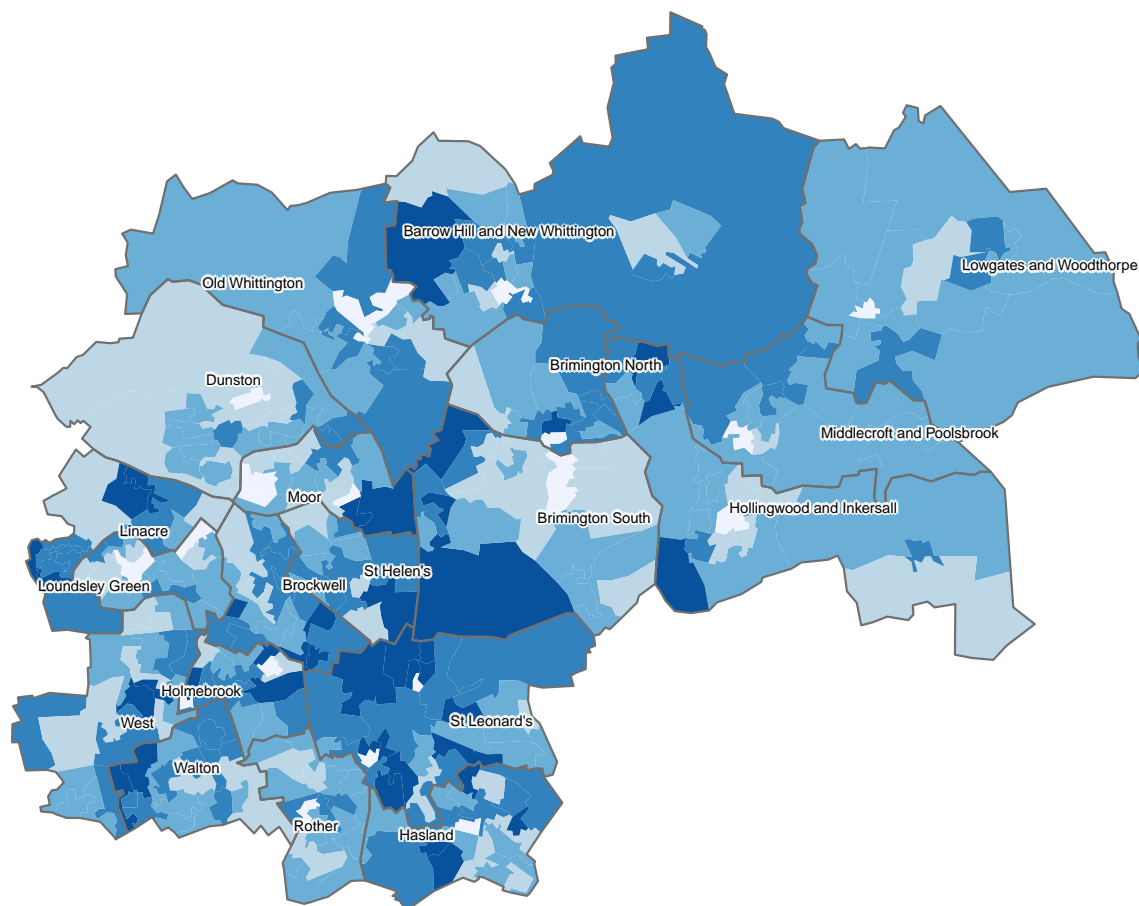 Barrow Hill and New Whittington
Lowgates and Woodthorpe
Old Whittington
Brimington North
Dunston
Middlecroft and Poolsbrook
Moor
Hollingwood and Inkersall
Brimington South
Linacre
St Helen's
Loundsley Green
Brockwell
Holmebrook
West
St Leonard's
Walton
Rother
Hasland